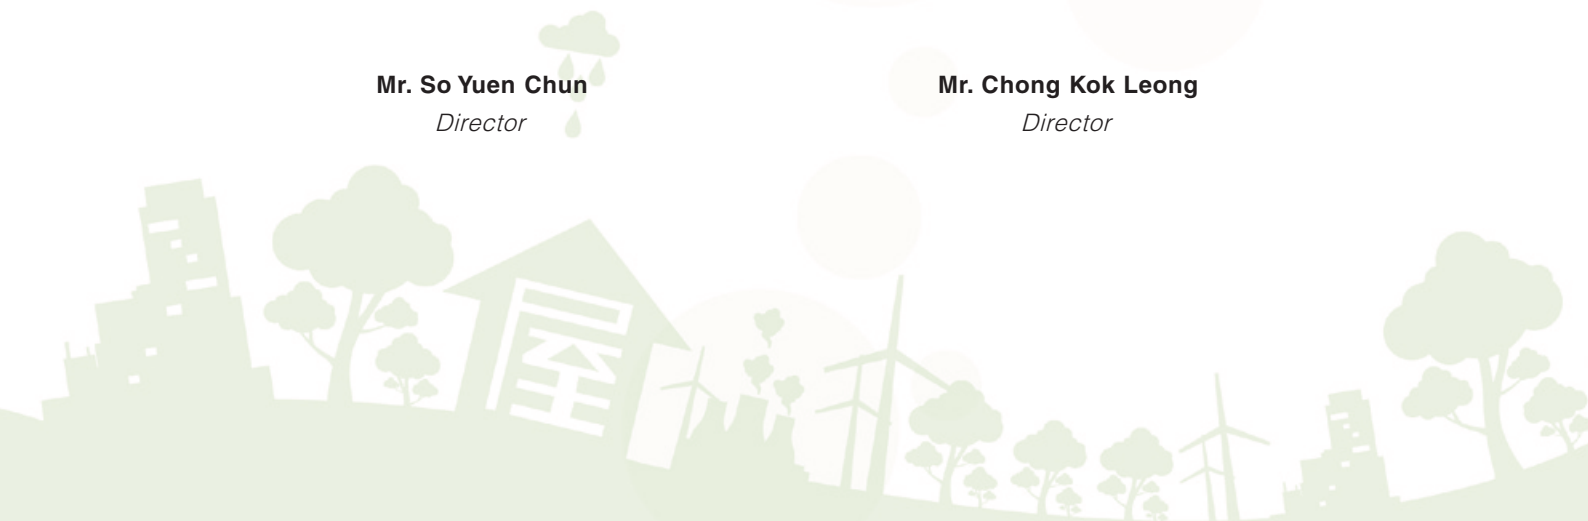 Mr. So Yuen Chun
Director
Mr. Chong Kok Leong
Director
屋